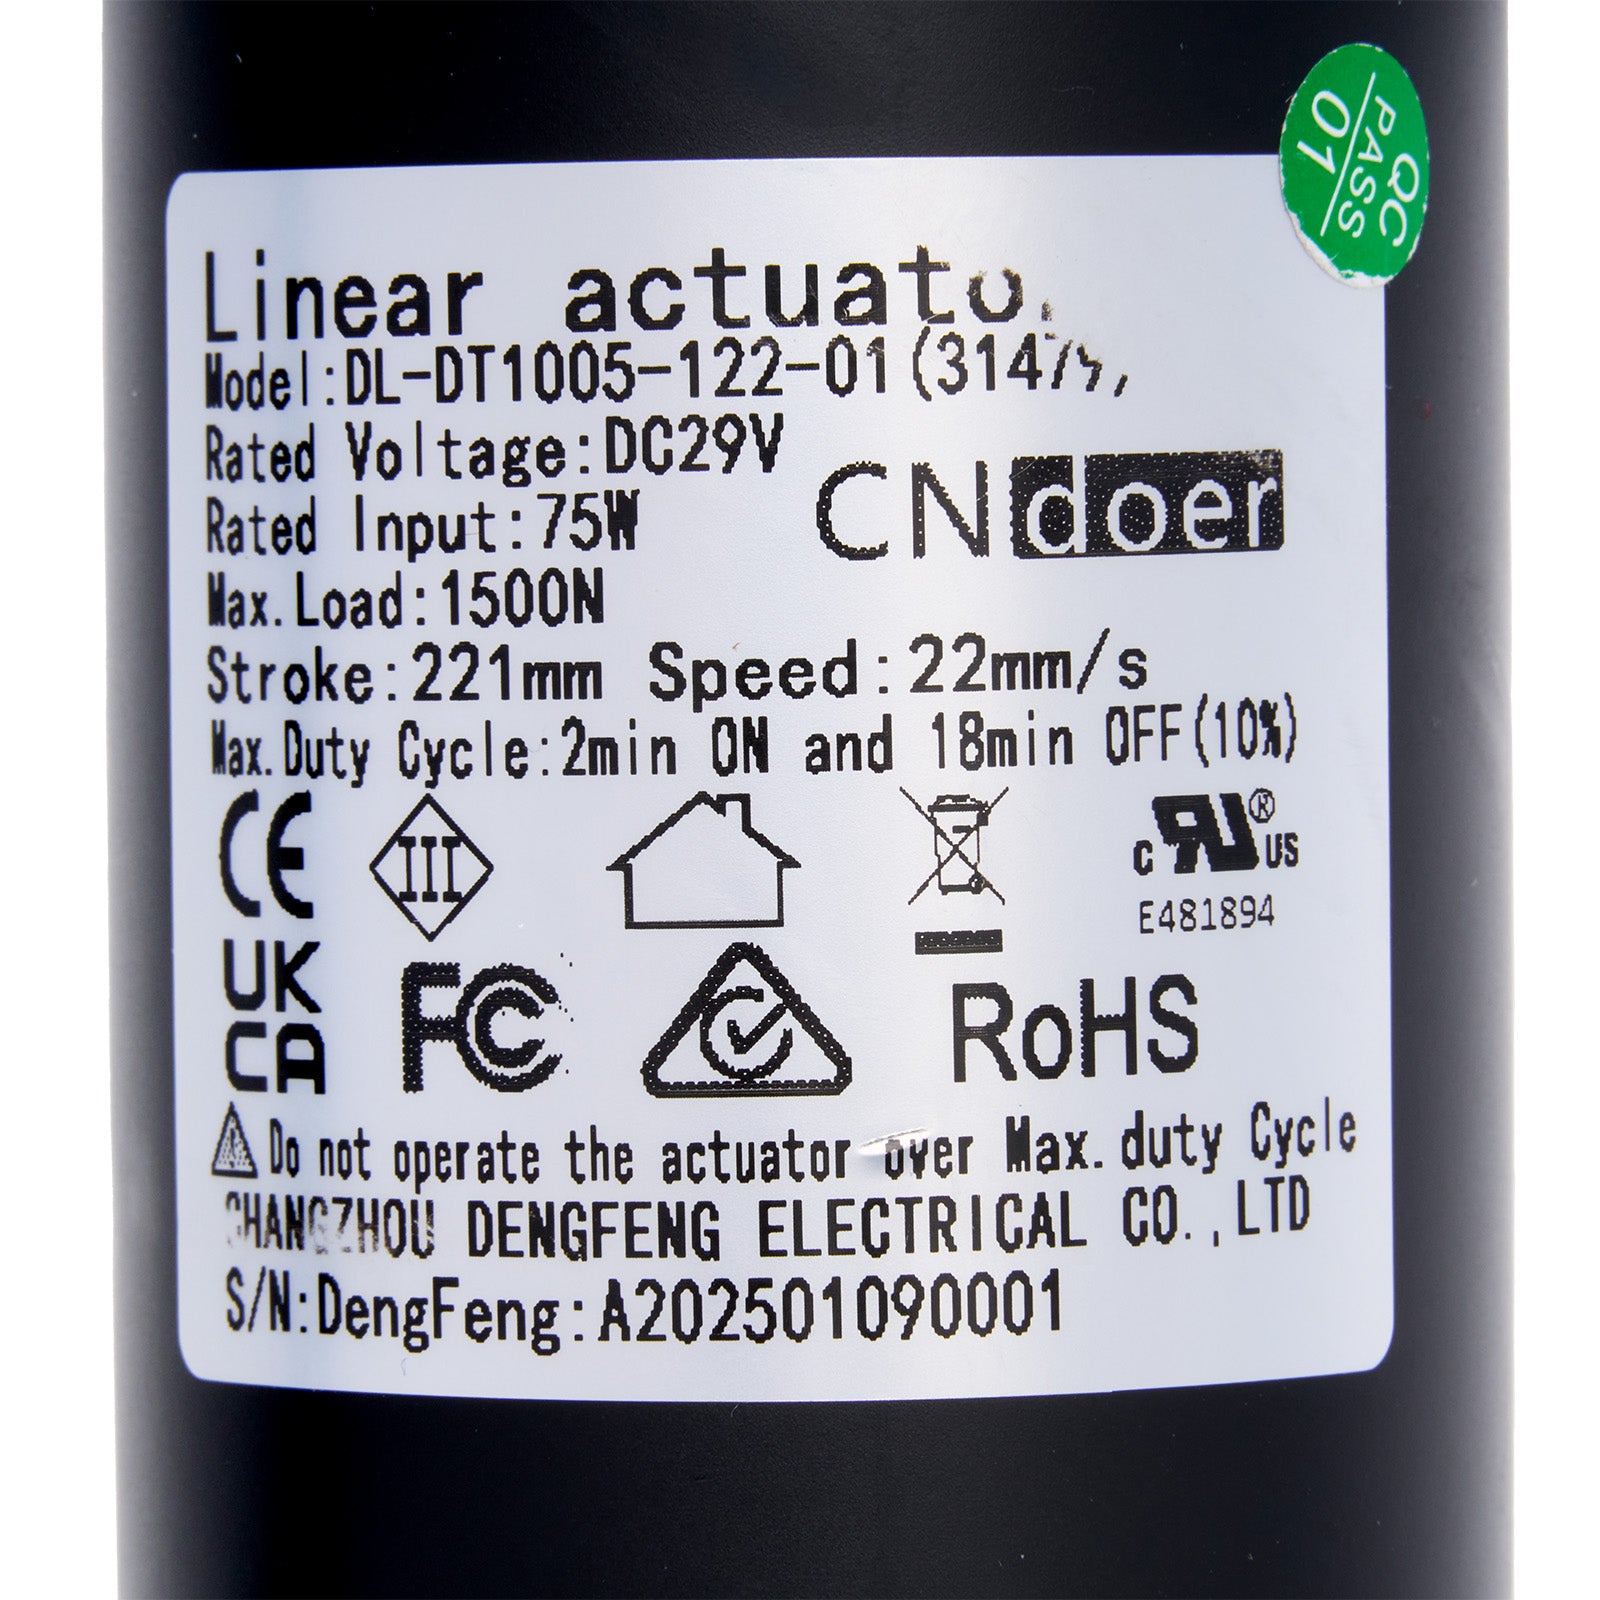 QC
PASS
01
Linear
Model:DL-DT1005-122-01
Rated Voltage:DC29V
Rated Input:75W
CNdoer
Max.Load:1500N
Stroke:221mm Speed:22mm/s
Max.Duty Cycle:2min ON and 18min OFF(10%)
CE
III
c RU ® US
E481894
UK
CA
FC
RoHS
Do not operate the actuator over Max.duty Cycle
CHANGZHOU DENGFENG ELECTRICAL CO.,LTD
S/N:DengFeng:A202501090001